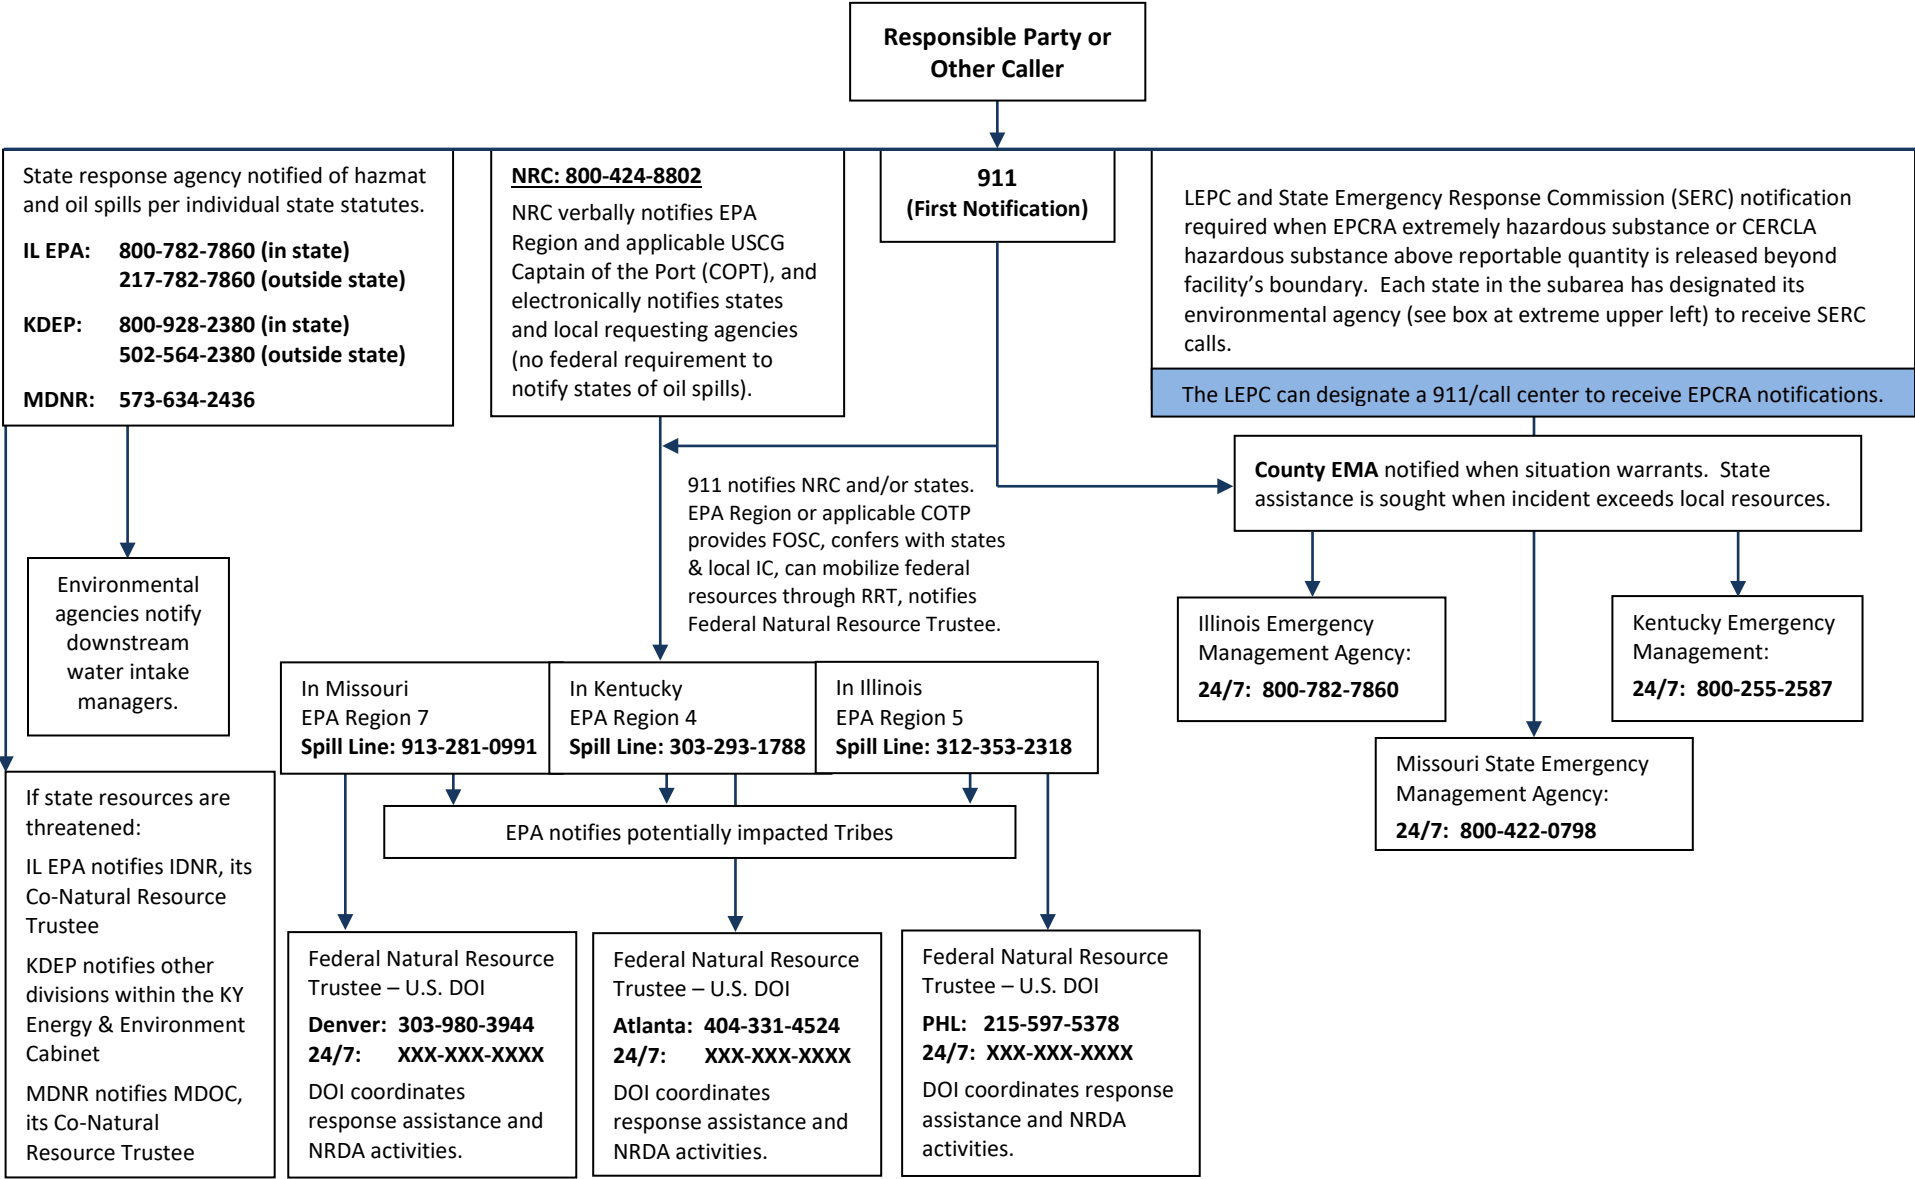 Responsible Party or
Other Caller
State response agency notified of hazmat
and oil spills per individual state statutes.
IL EPA: 800-782-7860 (in state)
217-782-7860 (outside state)
KDEP: 800-928-2380 (in state)
502-564-2380 (outside state)
MDNR: 573-634-2436
NRC: 800-424-8802
NRC verbally notifies EPA
Region and applicable USCG
Captain of the Port (COPT), and
electronically notifies states
and local requesting agencies
(no federal requirement to
notify states of oil spills).
911
(First Notification)
LEPC and State Emergency Response Commission (SERC) notification
required when EPCRA extremely hazardous substance or CERCLA
hazardous substance above reportable quantity is released beyond
facility's boundary. Each state in the subarea has designated its
environmental agency (see box at extreme upper left) to receive SERC
calls.
The LEPC can designate a 911/call center to receive EPCRA notifications.
County EMA notified when situation warrants. State
assistance is sought when incident exceeds local resources.
911 notifies NRC and/or states.
EPA Region or applicable COTP
provides FOSC, confers with states
& local IC, can mobilize federal
resources through RRT, notifies
Federal Natural Resource Trustee.
Environmental
agencies notify
downstream
water intake
managers.
Illinois Emergency
Management Agency:
24/7: 800-782-7860
Kentucky Emergency
Management:
24/7: 800-255-2587
Missouri State Emergency
Management Agency:
24/7: 800-422-0798
In Missouri
EPA Region 7
Spill Line: 913-281-0991
In Kentucky
EPA Region 4
Spill Line: 303-293-1788
In Illinois
EPA Region 5
Spill Line: 312-353-2318
EPA notifies potentially impacted Tribes
If state resources are
threatened:
IL EPA notifies IDNR, its
Co-Natural Resource
Trustee
KDEP notifies other
divisions within the KY
Energy & Environment
Cabinet
MDNR notifies MDOC,
its Co-Natural
Resource Trustee
Federal Natural Resource
Trustee – U.S. DOI
Denver: 303-980-3944
24/7: XXX-XXX-XXXX
DOI coordinates
response assistance and
NRDA activities.
Federal Natural Resource
Trustee – U.S. DOI
Atlanta: 404-331-4524
24/7: XXX-XXX-XXXX
DOI coordinates
response assistance and
NRDA activities.
Federal Natural Resource
Trustee – U.S. DOI
PHL: 215-597-5378
24/7: XXX-XXX-XXXX
DOI coordinates response
assistance and NRDA
activities.